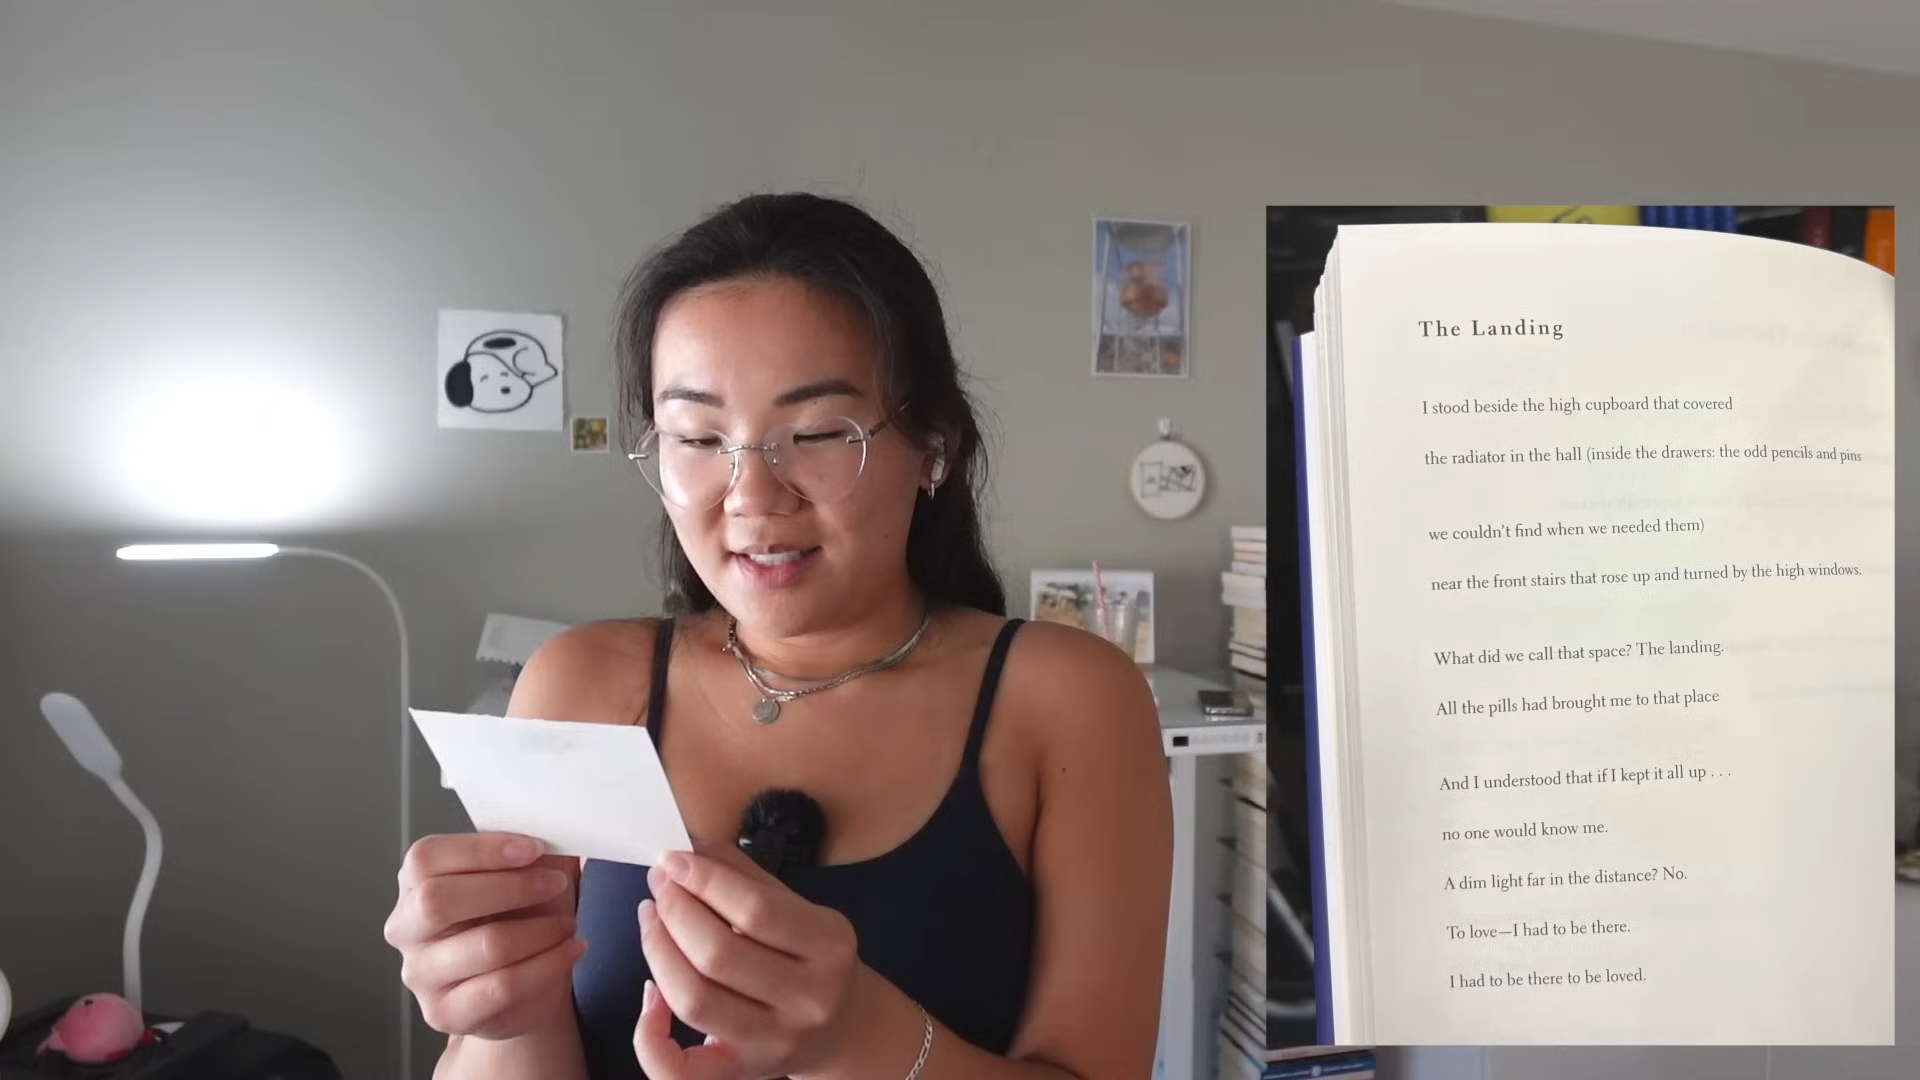 The Landing
I stood beside the high cupboard that covered
the radiator in the hall (inside the drawers: the odd pencils and pins
we couldn't find when we needed them)
near the front stairs that rose up and turned by the high windows.
What did we call that space? The landing.
All the pills had brought me to that place
And I understood that if I kept it all up . . .
no one would know me.
A dim light far in the distance? No.
To love—I had to be there.
I had to be there to be loved.